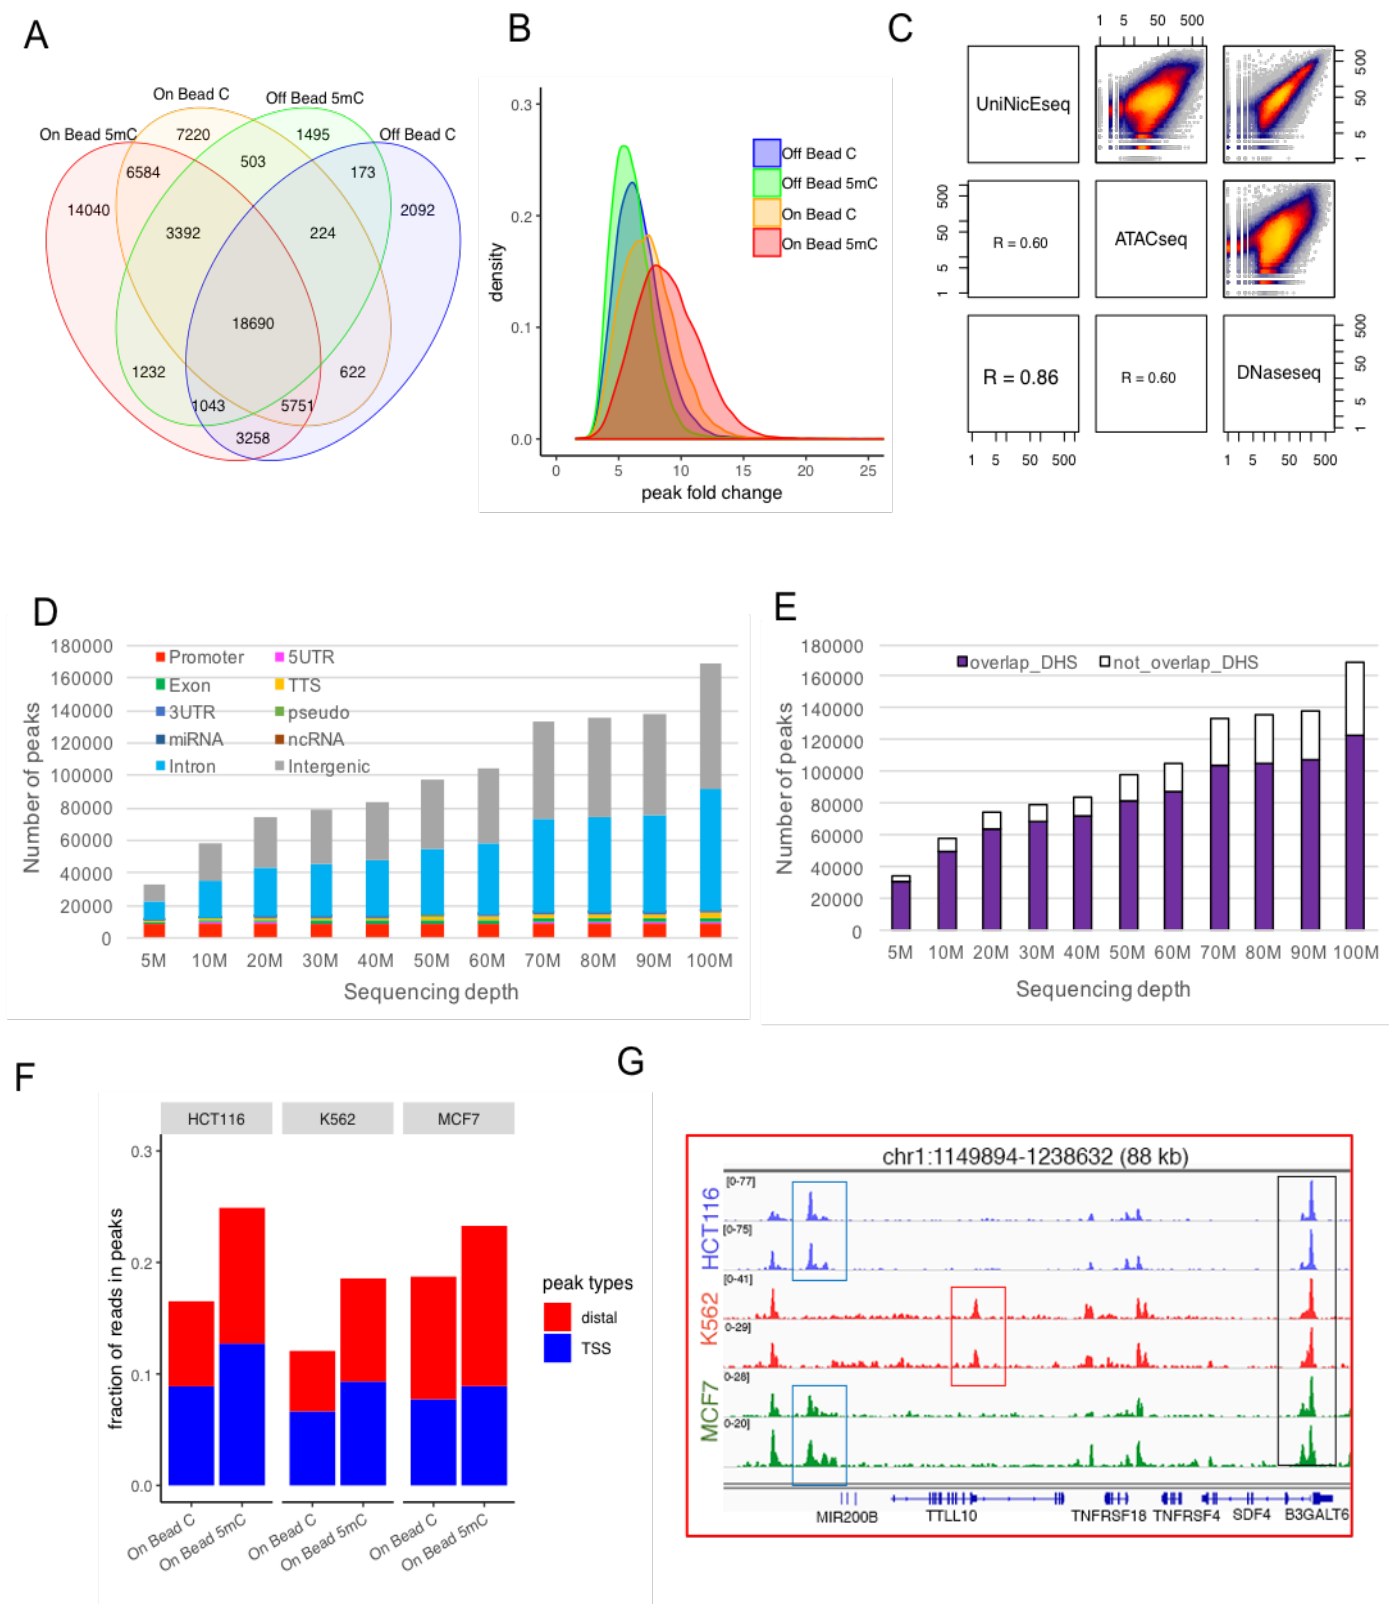 A
On Bead C
Off Bead 5mC
On Bead 5mC
Off Bead C
7220
1495
6584
503
173
14040
2092
3392
224
18690
1232
622
1043
5751
3258
B
0.3
0.2
0.1
0.0
density
0
5
10
15
20
25
peak fold change
Off Bead C
Off Bead 5mC
On Bead C
On Bead 5mC
C
1 5 50 500
UniNicEseq
500
50
5
1
500
50
5
1
R = 0.60
ATACseq
R = 0.86
R = 0.60
DNaseseq
500
50
5
1
1 5 50 500
1 5 50 500
D
180000
160000
140000
120000
100000
80000
60000
40000
20000
0
Number of peaks
Promoter
5UTR
Exon
TTS
3UTR
pseudo
miRNA
ncRNA
Intron
Intergenic
5M 10M 20M 30M 40M 50M 60M 70M 80M 90M 100M
Sequencing depth
E
180000
160000
140000
120000
100000
80000
60000
40000
20000
0
Number of peaks
overlap_DHS
not_overlap_DHS
5M 10M 20M 30M 40M 50M 60M 70M 80M 90M 100M
Sequencing depth
F
HCT116
K562
MCF7
0.3
0.2
0.1
0.0
fraction of reads in peaks
On Bead C
On Bead 5mC
On Bead C
On Bead 5mC
On Bead C
On Bead 5mC
peak types
distal
TSS
G
chr1:1149894-1238632 (88 kb)
HCT116
[0-77]
[0-75]
K562
[0-41]
0-29]
MCF7
0-28]
0-20]
MIR200B
TTLL10
TNFRSF18
TNFRSF4
SDF4
B3GALT6